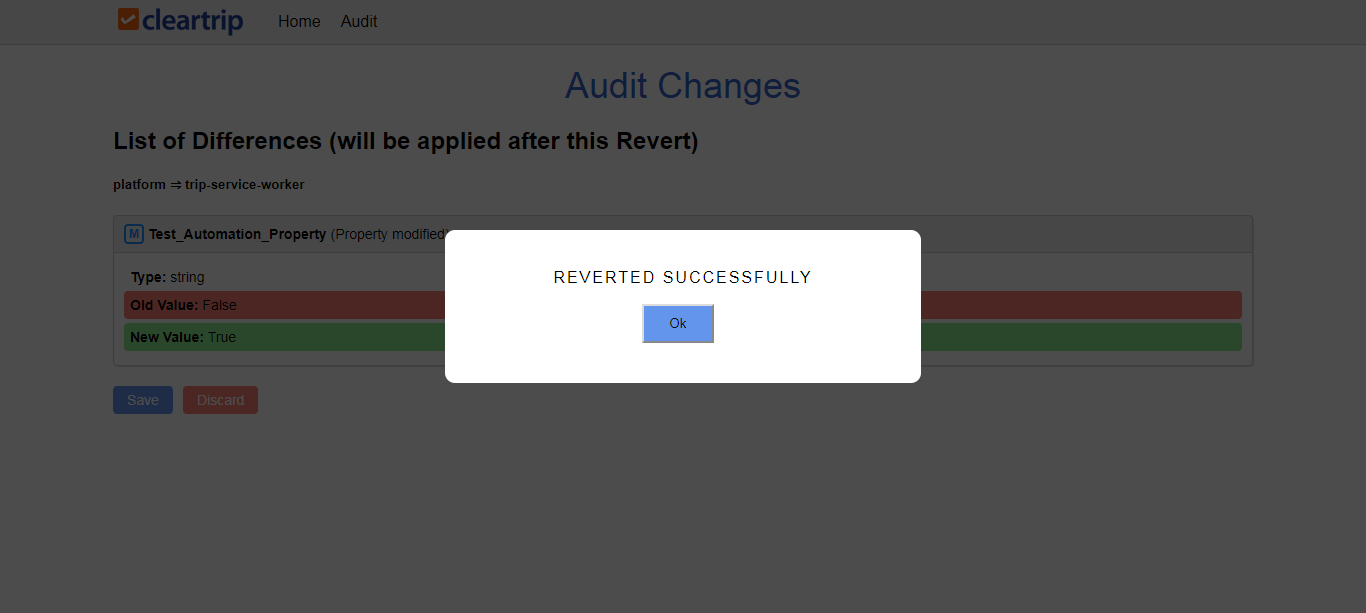 cleartrip Home Audit
Audit Changes
List of Differences (will be applied after this Revert)
platform ⇒ trip-service-worker
M Test_Automation_Property (Property modified)
REVERTED SUCCESSFULLY
Type: string
Old Value: False
Ok
New Value: True
Save Discard